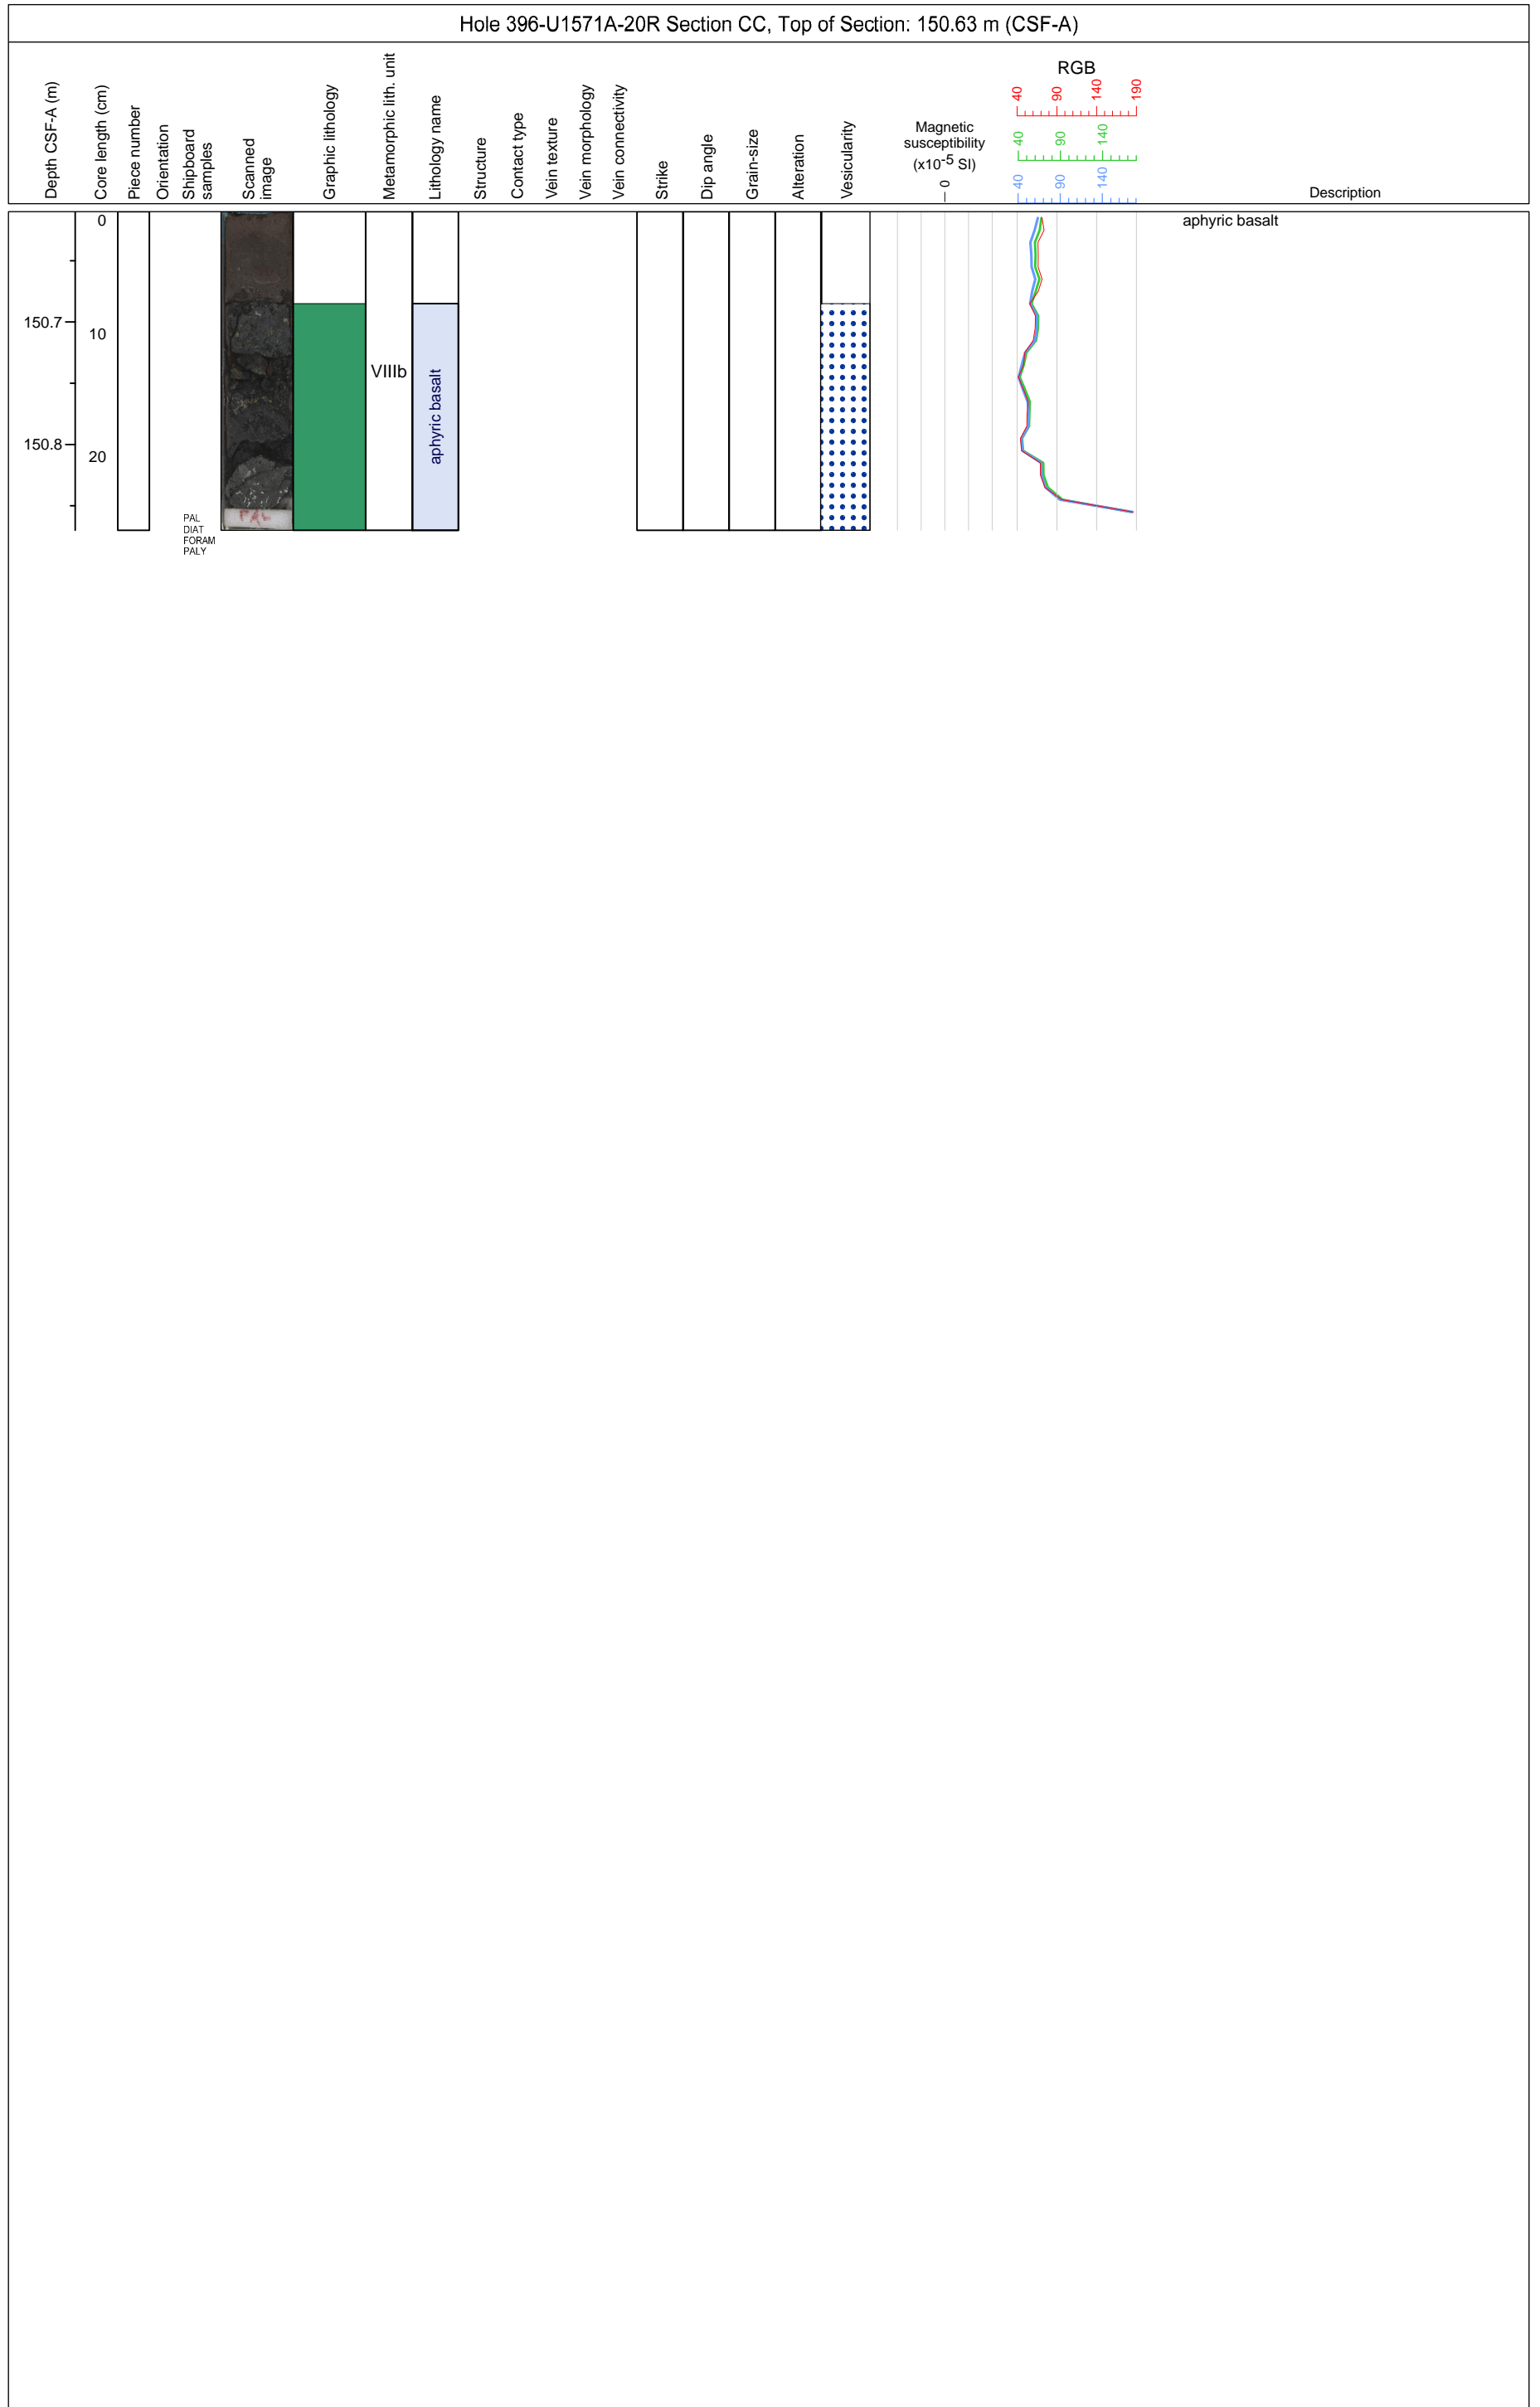 Hole 396-U1571A-20R Section CC, Top of Section: 150.63 m (CSF-A)
Depth CSF-A (m)
Core length (cm)
Piece number
Orientation
Shipboard
samples
Scanned
image
Graphic lithology
Metamorphic lith. unit
Lithology name
Structure
Contact type
Vein texture
Vein morphology
Vein connectivity
Strike
Dip angle
Grain-size
Alteration
Vesicularity
Magnetic
susceptibility
(x10-5 SI)
0
RGB
40 90 140 190
40 90 140
40 90 140
Description
0
aphyric basalt
150.7
10
VIIIb
aphyric basalt
150.8
20
PAL
PAL
DIAT
FORAM
PALY